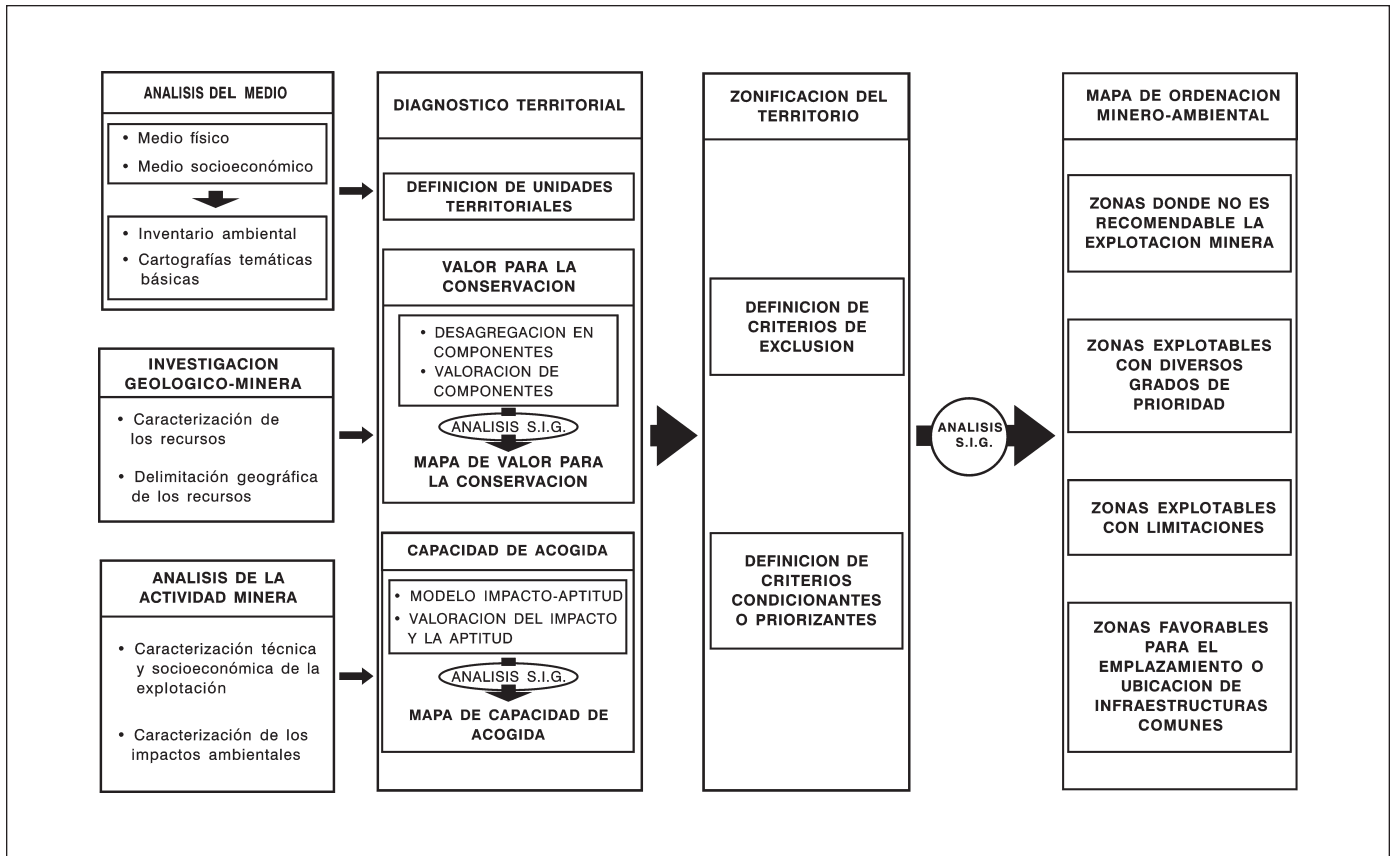 ANALISIS DEL MEDIO
• Medio físico
• Medio socioeconómico
• Inventario ambiental
• Cartografías temáticas
básicas
INVESTIGACION
GEOLOGICO-MINERA
• Caracterización de
los recursos
• Delimitación geográfica
de los recursos
ANALISIS DE LA
ACTIVIDAD MINERA
• Caracterización técnica
y socioeconómica de la
explotación
• Caracterización de los
impactos ambientales
DIAGNOSTICO TERRITORIAL
DEFINICION DE UNIDADES
TERRITORIALES
VALOR PARA LA
CONSERVACION
• DESAGREGACION EN
COMPONENTES
• VALORACION DE
COMPONENTES
ANALISIS S.I.G.
MAPA DE VALOR PARA
LA CONSERVACION
CAPACIDAD DE ACOGIDA
• MODELO IMPACTO-APTITUD
• VALORACION DEL IMPACTO
Y LA APTITUD
ANALISIS S.I.G.
MAPA DE CAPACIDAD DE
ACOGIDA
ZONIFICACION DEL
TERRITORIO
DEFINICION DE
CRITERIOS DE
EXCLUSION
DEFINICION DE
CRITERIOS
CONDICIONANTES
O PRIORIZANTES
ANALISIS
S.I.G.
MAPA DE ORDENACION
MINERO-AMBIENTAL
ZONAS DONDE NO ES
RECOMENDABLE LA
EXPLOTACION MINERA
ZONAS EXPLOTABLES
CON DIVERSOS
GRADOS DE
PRIORIDAD
ZONAS EXPLOTABLES
CON LIMITACIONES
ZONAS FAVORABLES
PARA EL
EMPLAZAMIENTO O
UBICACION DE
INFRAESTRUCTURAS
COMUNES